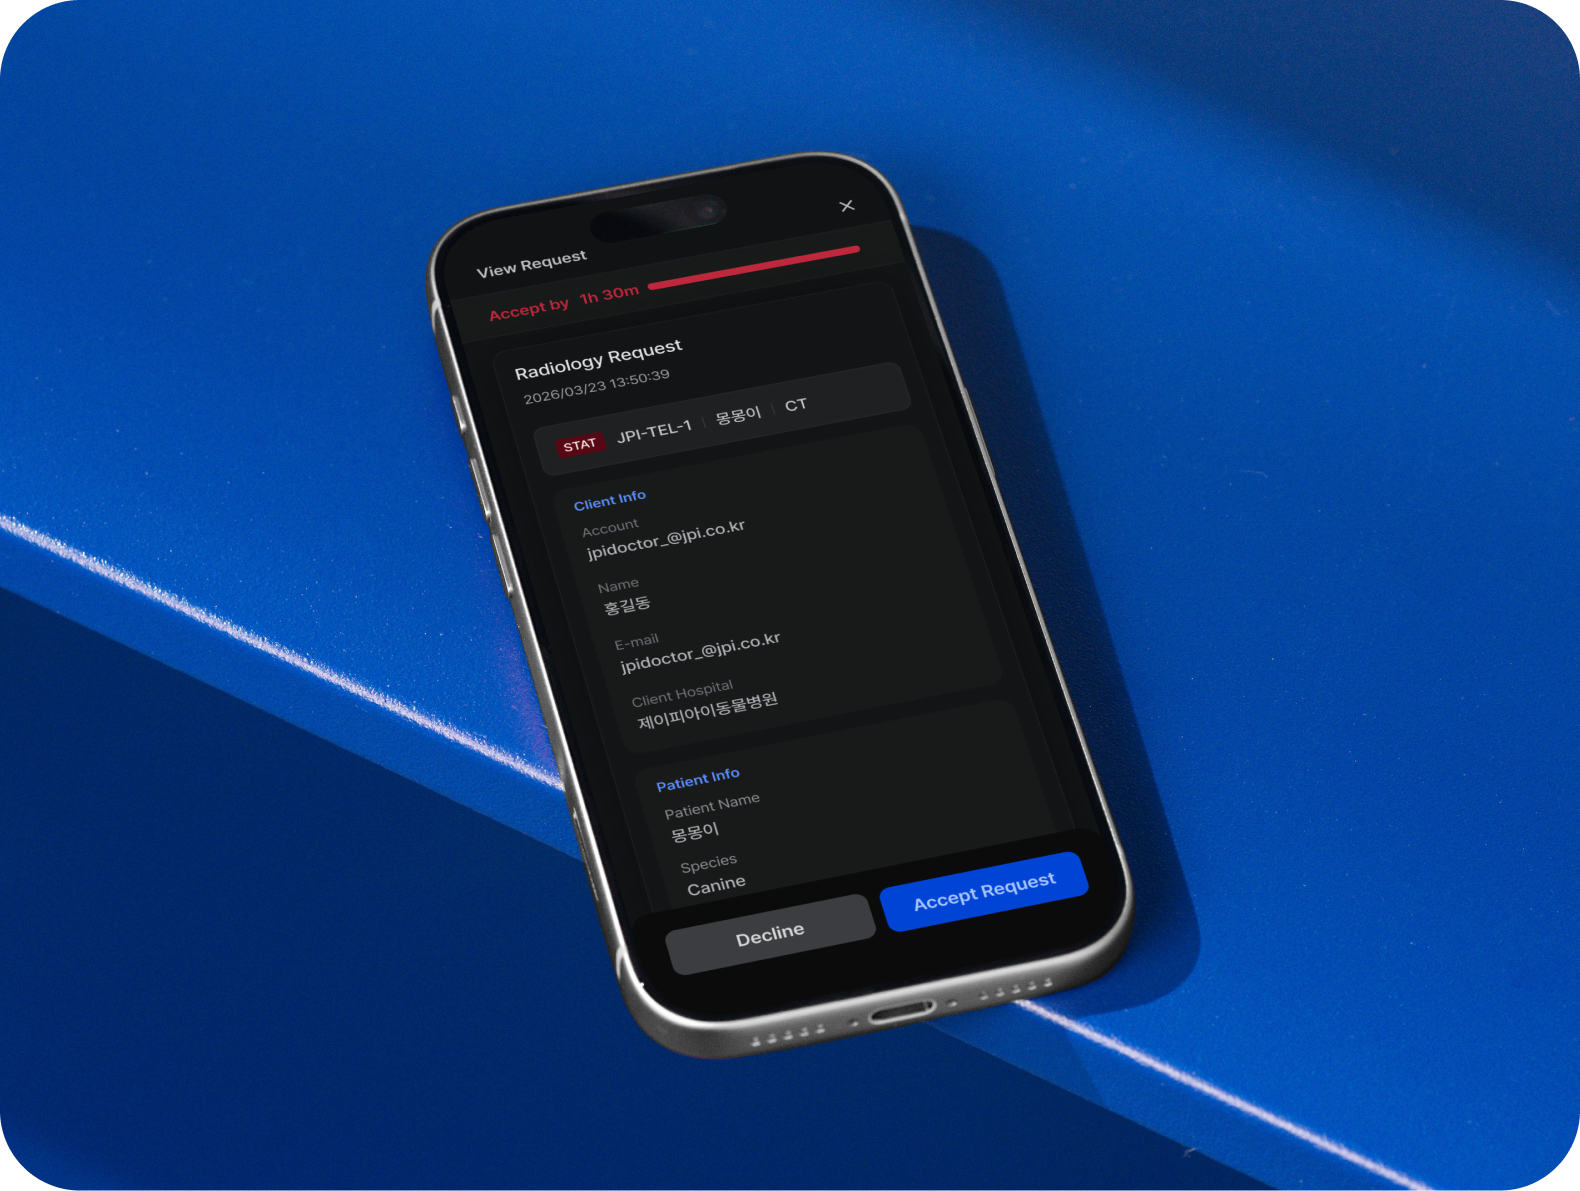 View Request
Accept by 1h 30m
Radiology Request
2026/03/23 13:50:39
STAT JPI-TEL-1 몽몽이 CT
Client Info
Account
jpidoctor_@jpi.co.kr
Name
홍길동
E-mail
jpidoctor_@jpi.co.kr
Client Hospital
제이피아이동물병원
Patient Info
Patient Name
몽몽이
Species
Canine
Decline
Accept Request